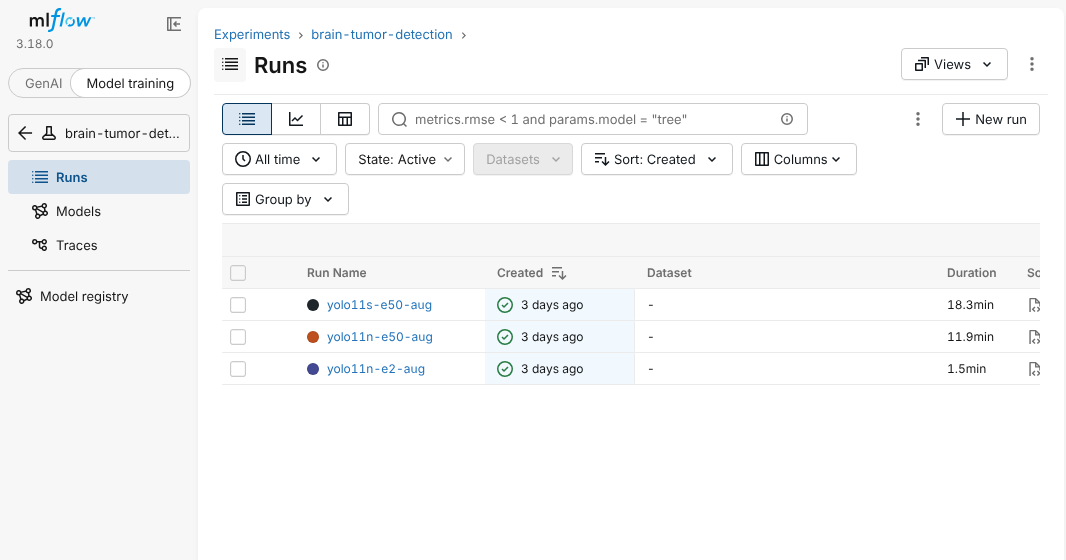 mlflow
3.18.0
GenAI Model training
brain-tumor-det...
Runs
Models
Traces
Model registry
Experiments › brain-tumor-detection ›
Runs
Views
metrics.rmse < 1 and params.model = "tree"
New run
All time
State: Active
Datasets
Sort: Created
Columns
Group by
Run Name Created Dataset Duration So
yolo11s-e50-aug 3 days ago - 18.3min
yolo11n-e50-aug 3 days ago - 11.9min
yolo11n-e2-aug 3 days ago - 1.5min